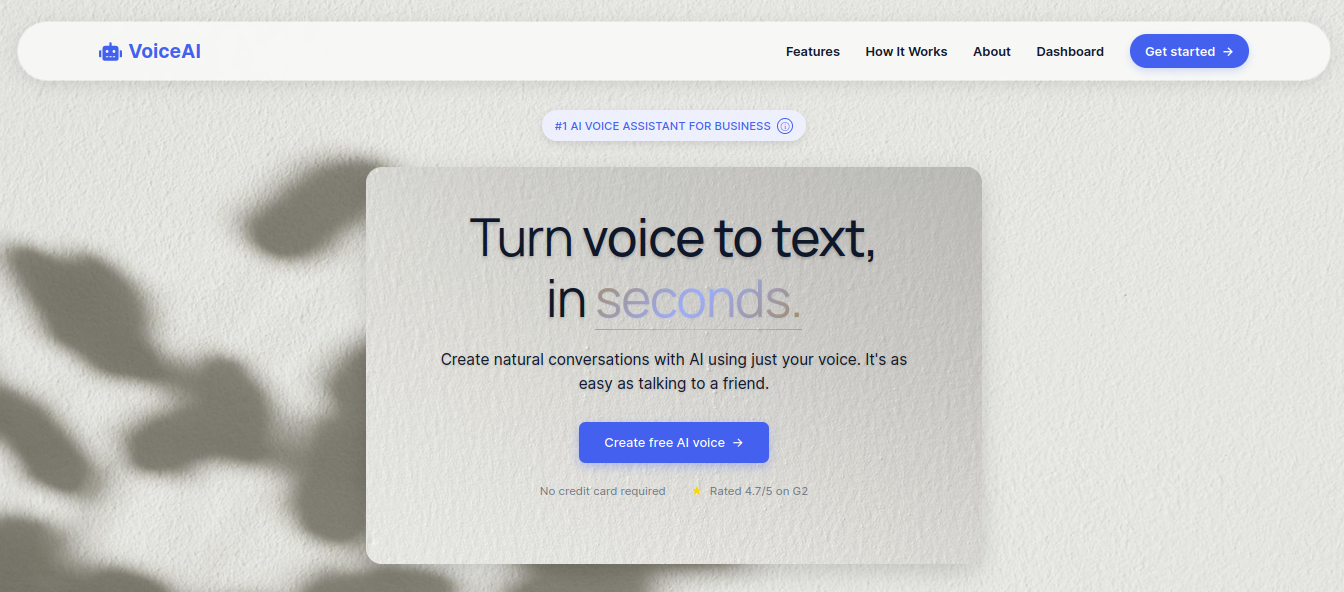 VoiceAI
Features
How It Works
About
Dashboard
Get started →
#1 AI VOICE ASSISTANT FOR BUSINESS
Turn voice to text,
in seconds.
Create natural conversations with AI using just your voice. It's as
easy as talking to a friend.
Create free AI voice →
No credit card required
★ Rated 4.7/5 on G2